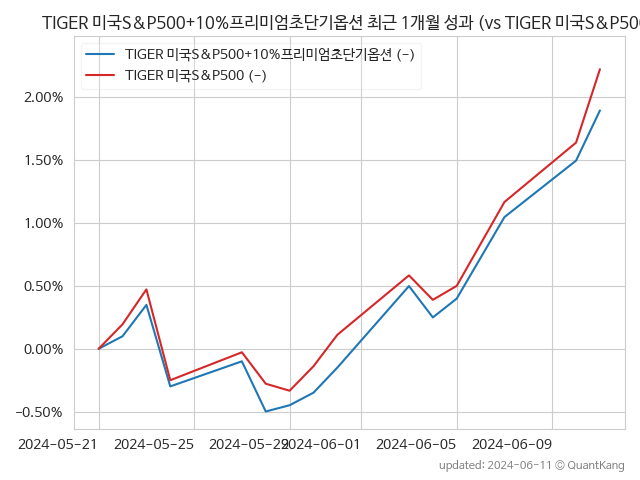 TIGER 미국S&P500+10%프리미엄초단기옵션 최근 1개월 성과 (vs TIGER 미국S&P500
TIGER 미국S&P500+10%프리미엄초단기옵션 (-)
TIGER 미국S&P500 (-)
2.00%
1.50%
1.00%
0.50%
0.00%
-0.50%
2024-05-21 2024-05-25 2024-05-29 2024-06-01 2024-06-05 2024-06-09
updated: 2024-06-11 © QuantKang